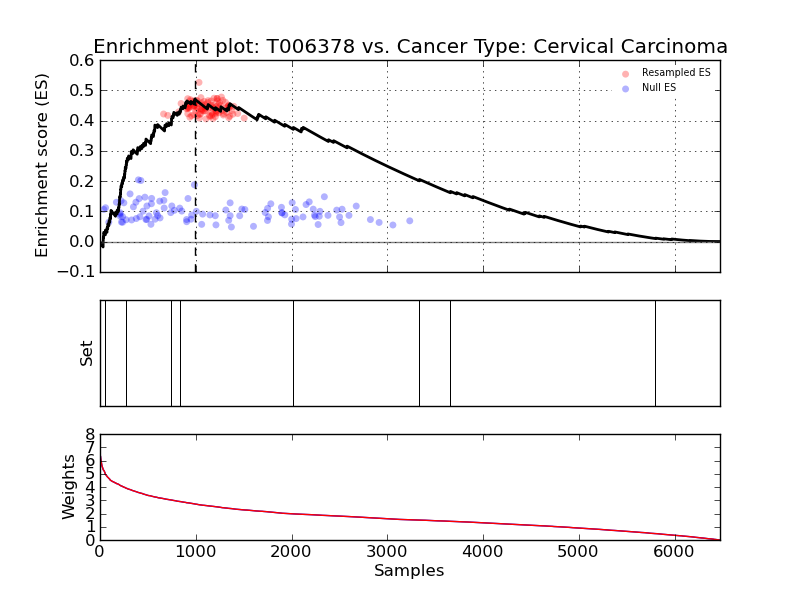 Enrichment plot: T006378 vs. Cancer Type: Cervical Carcinoma
Enrichment score (ES)
0.6
0.5
0.4
0.3
0.2
0.1
0.0
−0.1
Resampled ES
Null ES
Set
Weights
8
7
6
5
4
3
2
1
0
0 1000 2000 3000 4000 5000 6000
Samples